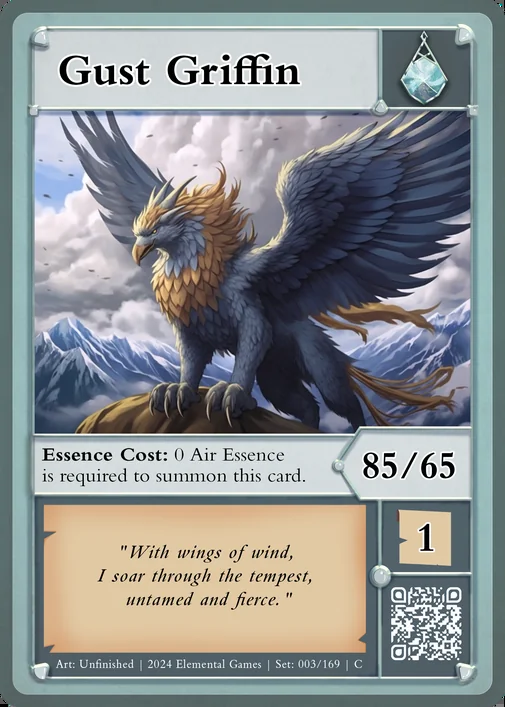 Gust Griffin
Essence Cost: 0 Air Essence
is required to summon this card.
85/65
"With wings of wind,
I soar through the tempest,
untamed and fierce."
1
Art: Unfinished | 2024 Elemental Games | Set: 003/169 | C